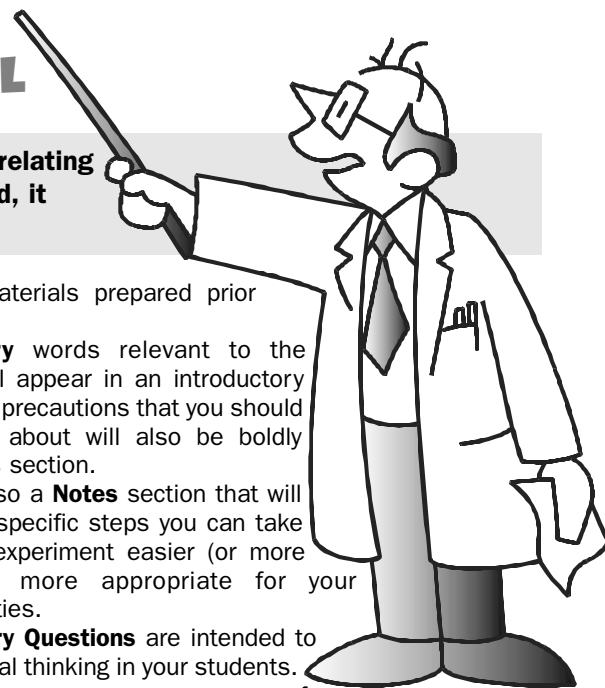 L
relating
d, it
aterials prepared prior
ry words relevant to the
l appear in an introductory
precautions that you should
about will also be boldly
section.
so a Notes section that will
specific steps you can take
experiment easier (or more
more appropriate for your
ties.
ry Questions are intended to
al thinking in your students.